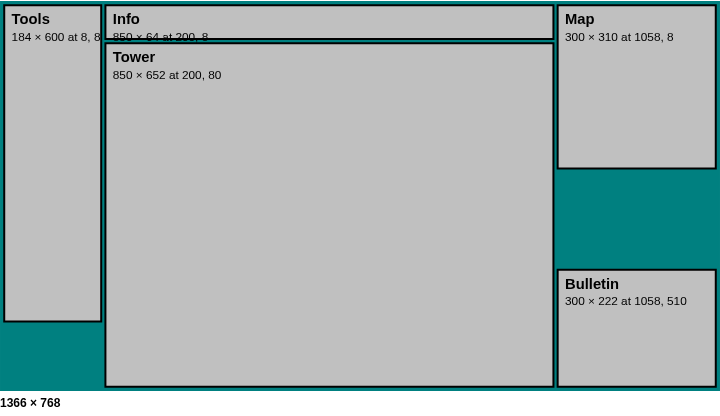 Tools
184 × 600 at 8, 8
Info
850 × 64 at 200, 8
Tower
850 × 652 at 200, 80
Map
300 × 310 at 1058, 8
Bulletin
300 × 222 at 1058, 510
1366 × 768